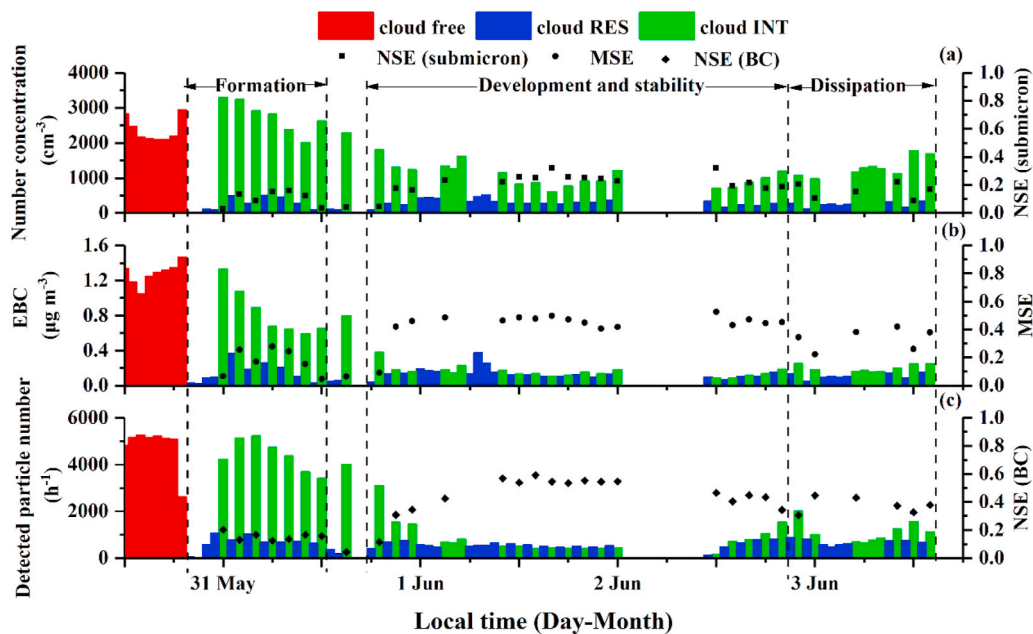 cloud free cloud RES cloud INT
NSE (submicron) MSE NSE (BC)
(a)
Formation Development and stability Dissipation
Number concentration
(cm⁻³)
4000
3000
2000
1000
0
1.0
0.8
0.6
0.4
0.2
0.0
NSE (submicron)
(b)
EBC
(µg m⁻³)
1.6
1.2
0.8
0.4
0.0
1.0
0.8
0.6
0.4
0.2
0.0
MSE
(c)
Detected particle number
(h⁻¹)
6000
4000
2000
0
1.0
0.8
0.6
0.4
0.2
0.0
NSE (BC)
31 May 1 Jun 2 Jun 3 Jun
Local time (Day-Month)